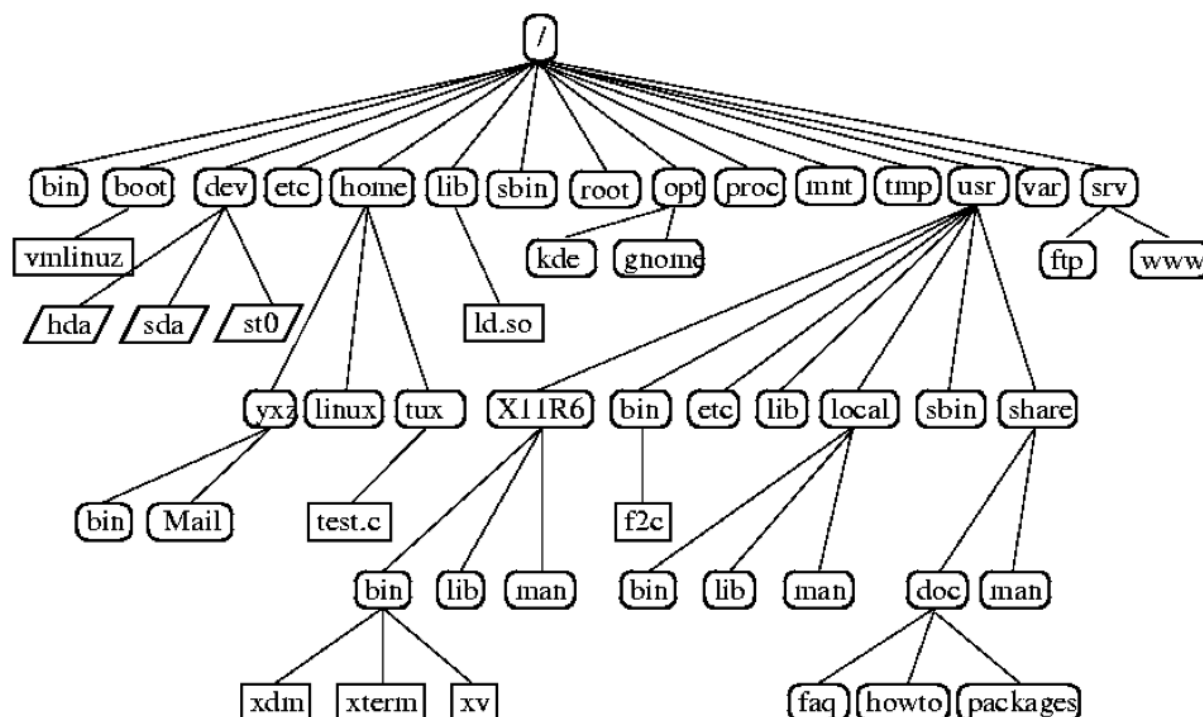 /
bin boot dev etc home lib sbin root opt proc mnt tmp usr var srv
vmlinuz kde gnome ftp www
hda sda st0 ld.so
yxz linux tux X11R6 bin etc lib local sbin share
bin Mail test.c f2c
bin lib man bin lib man doc man
xdm xterm xv faq howto packages